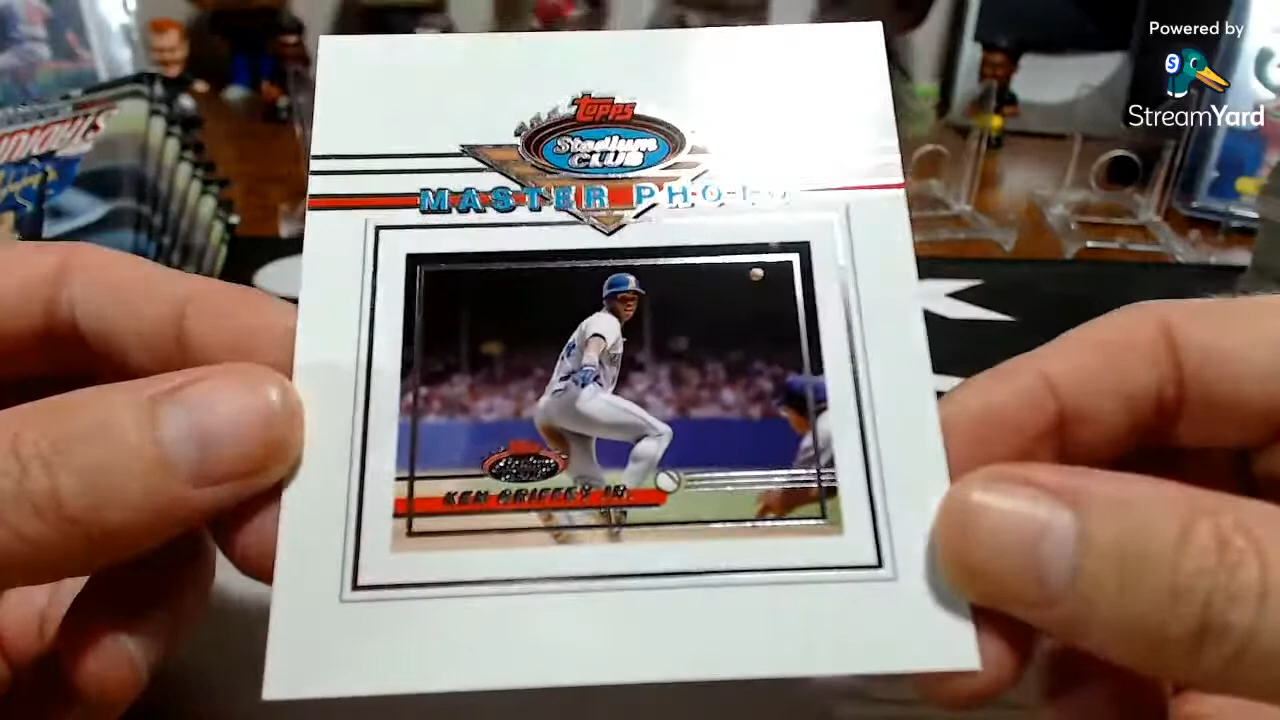 Powered by
StreamYard
TOPPS
Stadium
CLUB
MASTER PHOTO
KEN GRIFFEY JR.